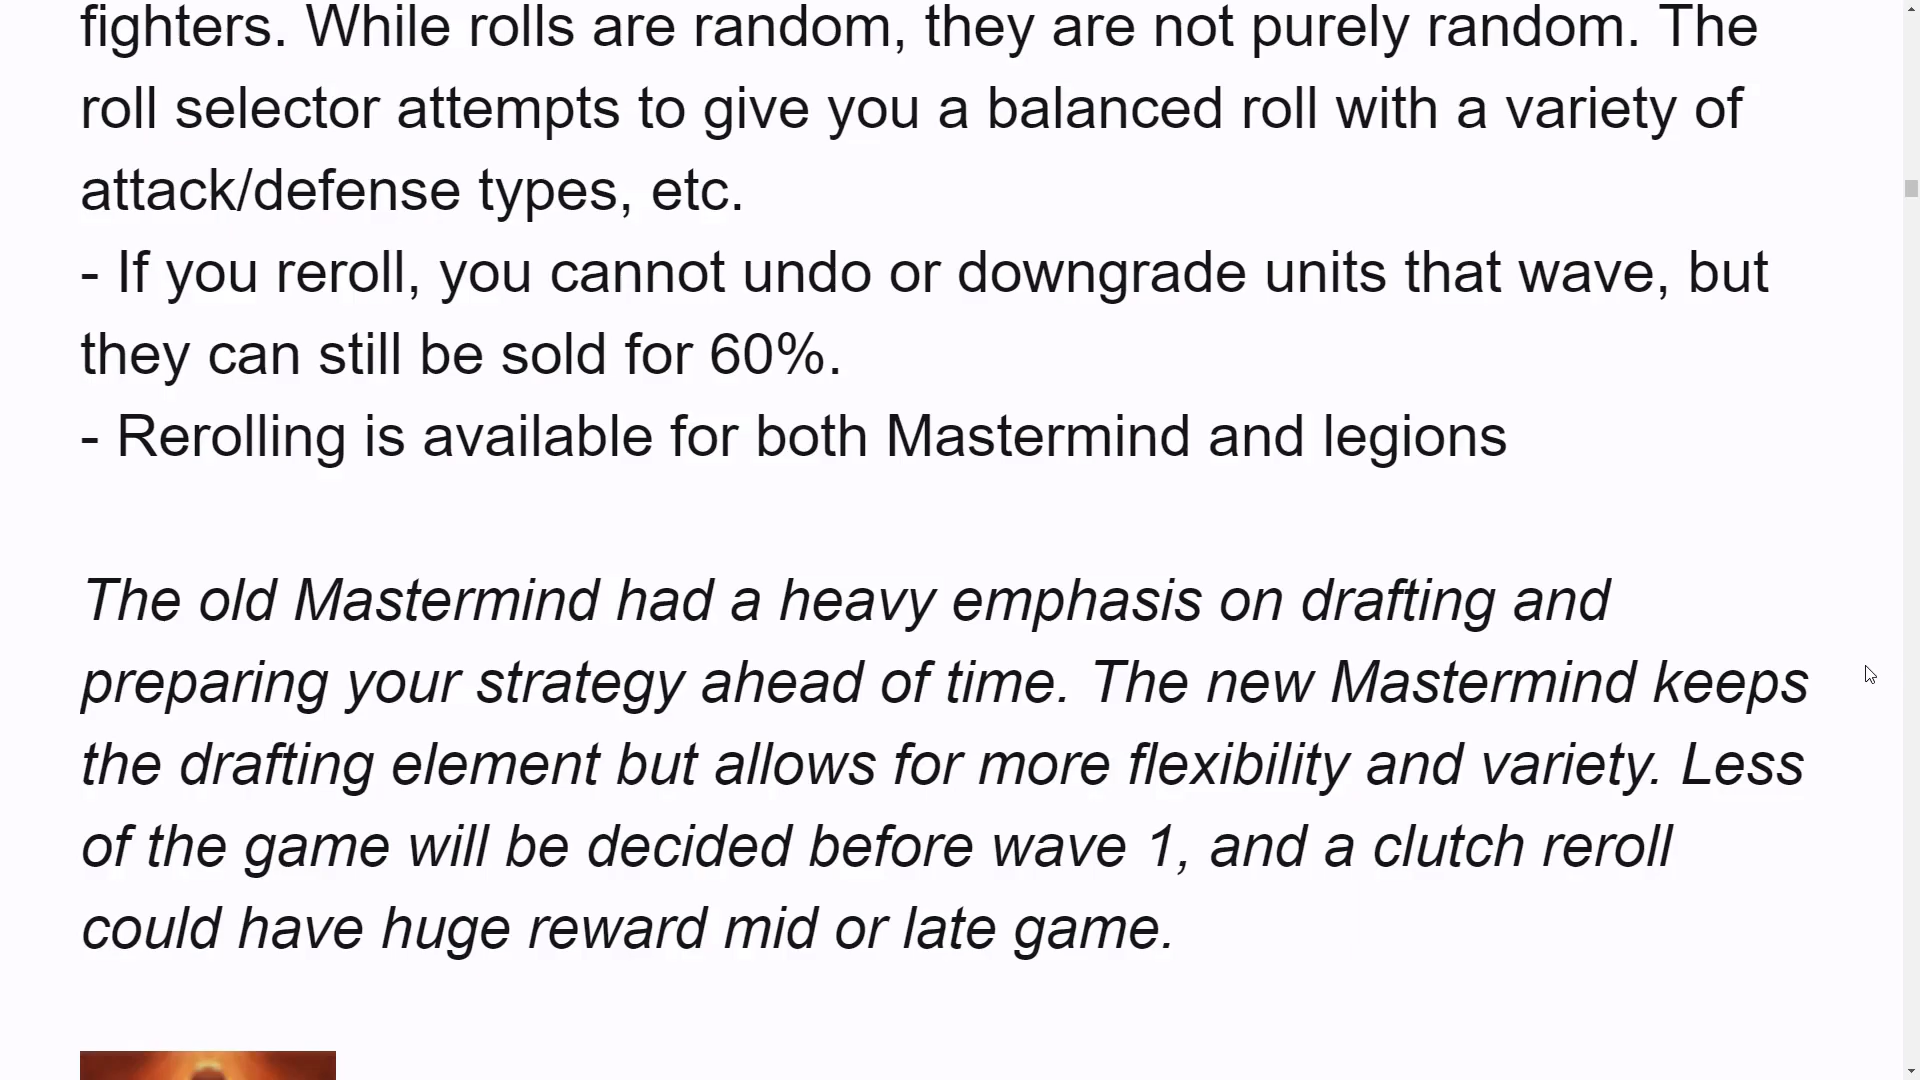 fighters. While rolls are random, they are not purely random. The
roll selector attempts to give you a balanced roll with a variety of
attack/defense types, etc.
- If you reroll, you cannot undo or downgrade units that wave, but
they can still be sold for 60%.
- Rerolling is available for both Mastermind and legions
The old Mastermind had a heavy emphasis on drafting and
preparing your strategy ahead of time. The new Mastermind keeps
the drafting element but allows for more flexibility and variety. Less
of the game will be decided before wave 1, and a clutch reroll
could have huge reward mid or late game.